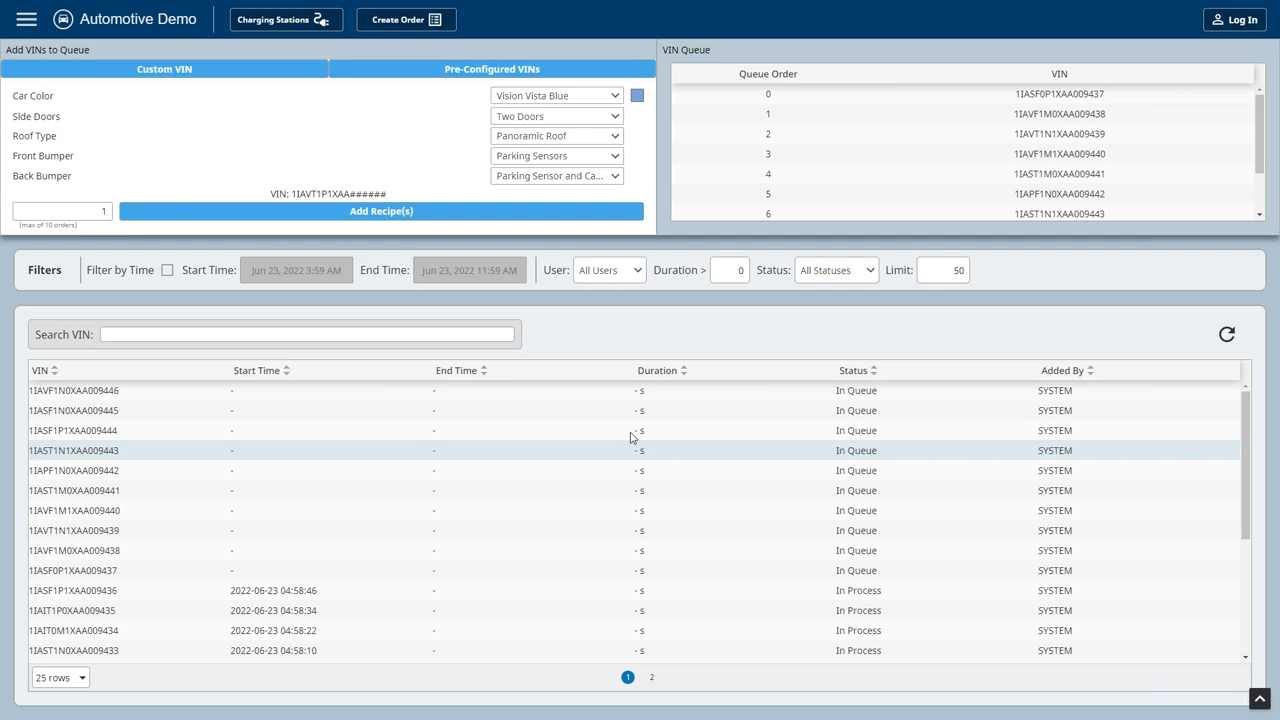 Automotive Demo
Charging Stations
Create Order
Log In
Add VINs to Queue
Custom VIN
Pre-Configured VINs
Car Color
Vision Vista Blue
Side Doors
Two Doors
Roof Type
Panoramic Roof
Front Bumper
Parking Sensors
Back Bumper
Parking Sensor and Ca...
VIN: 1IAVT1P1XAA######
1
Add Recipe(s)
(max of 10 orders)
VIN Queue
Queue Order VIN
0 1IASF0P1XAA009437
1 1IAVF1M0XAA009438
2 1IAVT1N1XAA009439
3 1IAVF1M1XAA009440
4 1IAST1M0XAA009441
5 1IAPF1N0XAA009442
6 1IAST1N1XAA009443
Filters Filter by Time Start Time: Jun 23, 2022 3:59 AM End Time: Jun 23, 2022 11:59 AM User: All Users Duration > 0 Status: All Statuses Limit: 50
Search VIN:
VIN Start Time End Time Duration Status Added By
1IAVF1N0XAA009446 - - - s In Queue SYSTEM
1IASF1N0XAA009445 - - - s In Queue SYSTEM
1IASF1P1XAA009444 - - - s In Queue SYSTEM
1IAST1N1XAA009443 - - - s In Queue SYSTEM
1IAPF1N0XAA009442 - - - s In Queue SYSTEM
1IAST1M0XAA009441 - - - s In Queue SYSTEM
1IAVF1M1XAA009440 - - - s In Queue SYSTEM
1IAVT1N1XAA009439 - - - s In Queue SYSTEM
1IAVF1M0XAA009438 - - - s In Queue SYSTEM
1IASF0P1XAA009437 - - - s In Queue SYSTEM
1IASF1P1XAA009436 2022-06-23 04:58:46 - - s In Process SYSTEM
1IAIT1P0XAA009435 2022-06-23 04:58:34 - - s In Process SYSTEM
1IAIT0M1XAA009434 2022-06-23 04:58:22 - - s In Process SYSTEM
1IAST1N0XAA009433 2022-06-23 04:58:10 - - s In Process SYSTEM
25 rows 1 2